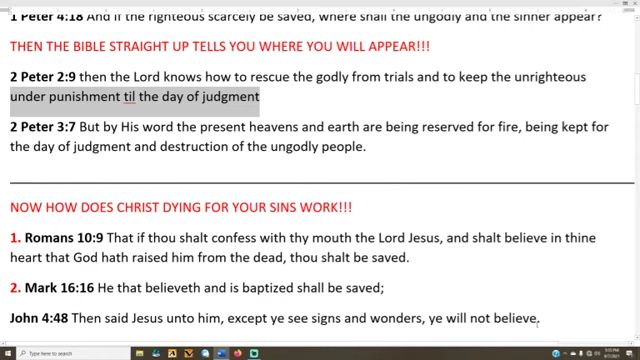 1 Peter 4:18 And if the righteous scarcely be saved, where shall the ungodly and the sinner appear?
THEN THE BIBLE STRAIGHT UP TELLS YOU WHERE YOU WILL APPEAR!!!
2 Peter 2:9 then the Lord knows how to rescue the godly from trials and to keep the unrighteous
under punishment til the day of judgment
2 Peter 3:7 But by His word the present heavens and earth are being reserved for fire, being kept for
the day of judgment and destruction of the ungodly people.
NOW HOW DOES CHRIST DYING FOR YOUR SINS WORK!!!
1. Romans 10:9 That if thou shalt confess with thy mouth the Lord Jesus, and shalt believe in thine
heart that God hath raised him from the dead, thou shalt be saved.
2. Mark 16:16 He that believeth and is baptized shall be saved;
John 4:48 Then said Jesus unto him, except ye see signs and wonders, ye will not believe.
Type here to search